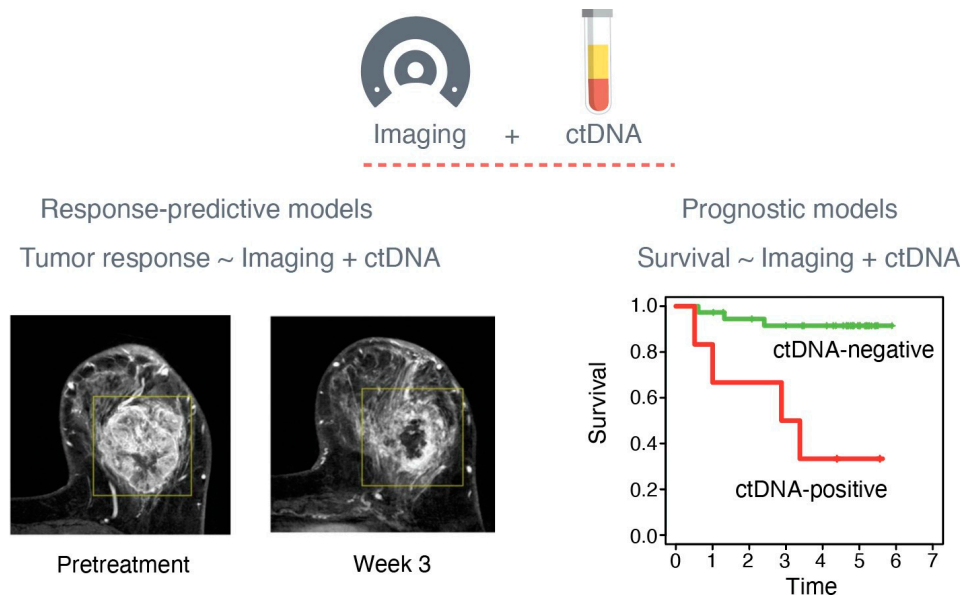 Imaging + ctDNA
Response-predictive models
Tumor response ~ Imaging + ctDNA
Pretreatment
Week 3
Prognostic models
Survival ~ Imaging + ctDNA
Survival
1.0
0.8
0.6
0.4
0.2
0.0
ctDNA-negative
ctDNA-positive
0 1 2 3 4 5 6 7
Time